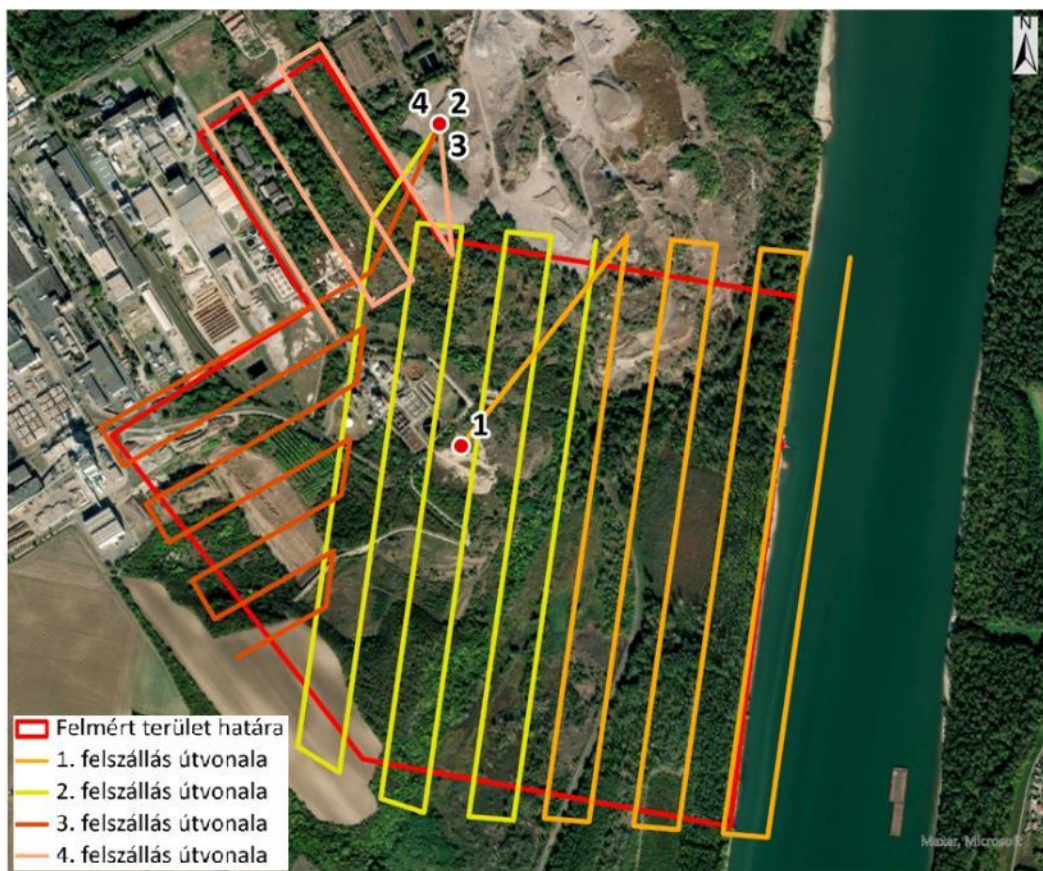 N
4 2
3
1
Felmért terület határa
1. felszállás útvonala
2. felszállás útvonala
3. felszállás útvonala
4. felszállás útvonala
Maxar, Microsoft